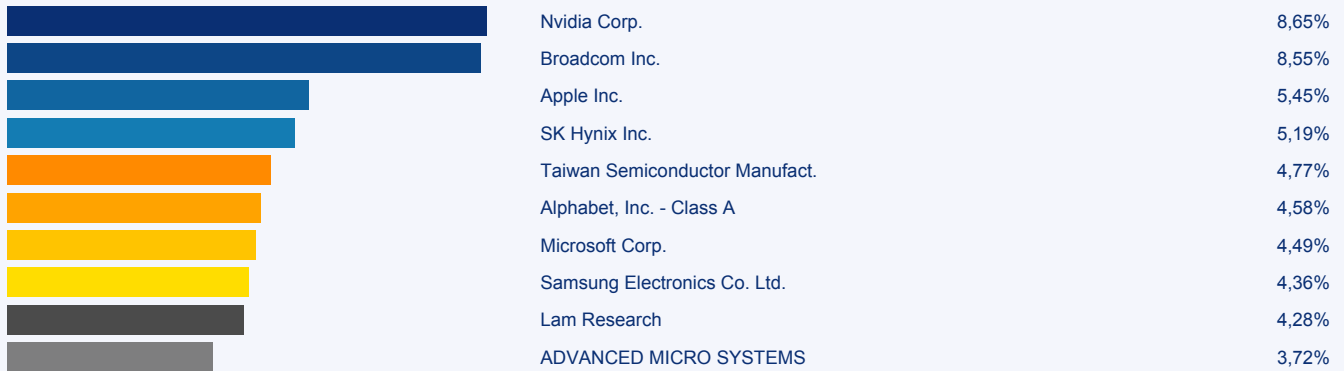 Nvidia Corp. 8,65%
Broadcom Inc. 8,55%
Apple Inc. 5,45%
SK Hynix Inc. 5,19%
Taiwan Semiconductor Manufact. 4,77%
Alphabet, Inc. - Class A 4,58%
Microsoft Corp. 4,49%
Samsung Electronics Co. Ltd. 4,36%
Lam Research 4,28%
ADVANCED MICRO SYSTEMS 3,72%